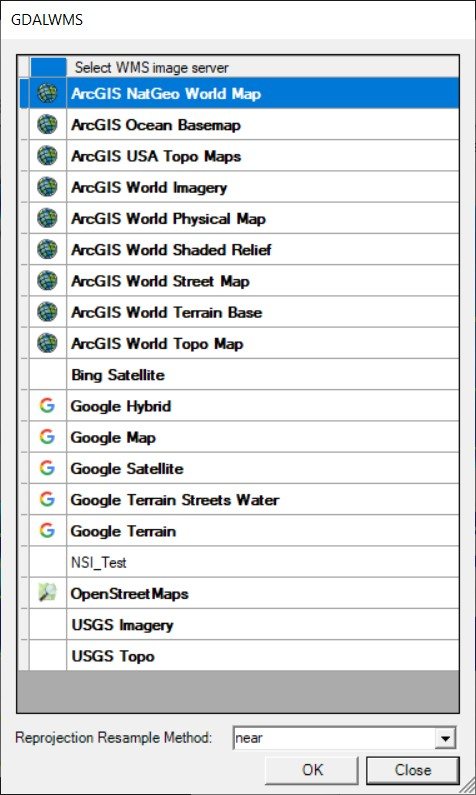 GDALWMS
Select WMS image server
ArcGIS NatGeo World Map
ArcGIS Ocean Basemap
ArcGIS USA Topo Maps
ArcGIS World Imagery
ArcGIS World Physical Map
ArcGIS World Shaded Relief
ArcGIS World Street Map
ArcGIS World Terrain Base
ArcGIS World Topo Map
Bing Satellite
Google Hybrid
Google Map
Google Satellite
Google Terrain Streets Water
Google Terrain
NSI_Test
OpenStreetMaps
USGS Imagery
USGS Topo
Reprojection Resample Method: near
OK Close